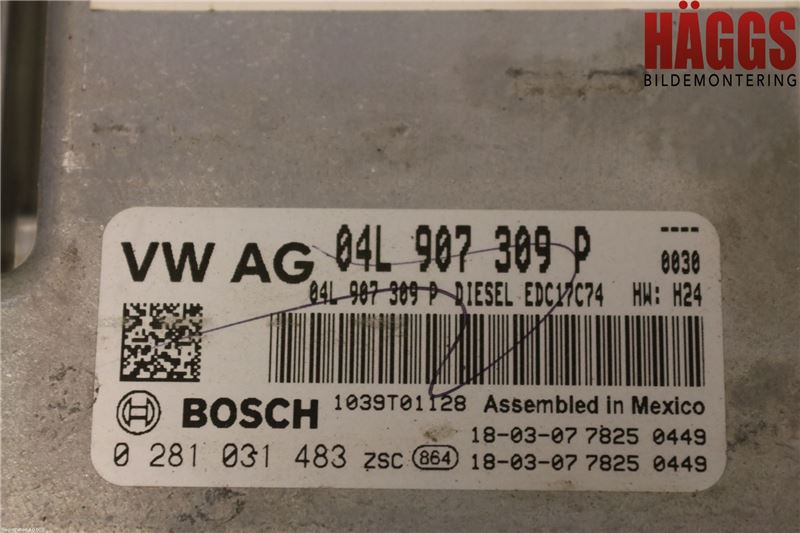 HÄGGS
BILDEMONTERING
VW AG 04L 907 309 P ----
0030
04L 907 309 P DIESEL EDC17C74 HW: H24
BOSCH 1039T01128 Assembled in Mexico
18-03-07 7825 0449
0 281 031 483 ZSC 864 18-03-07 7825 0449